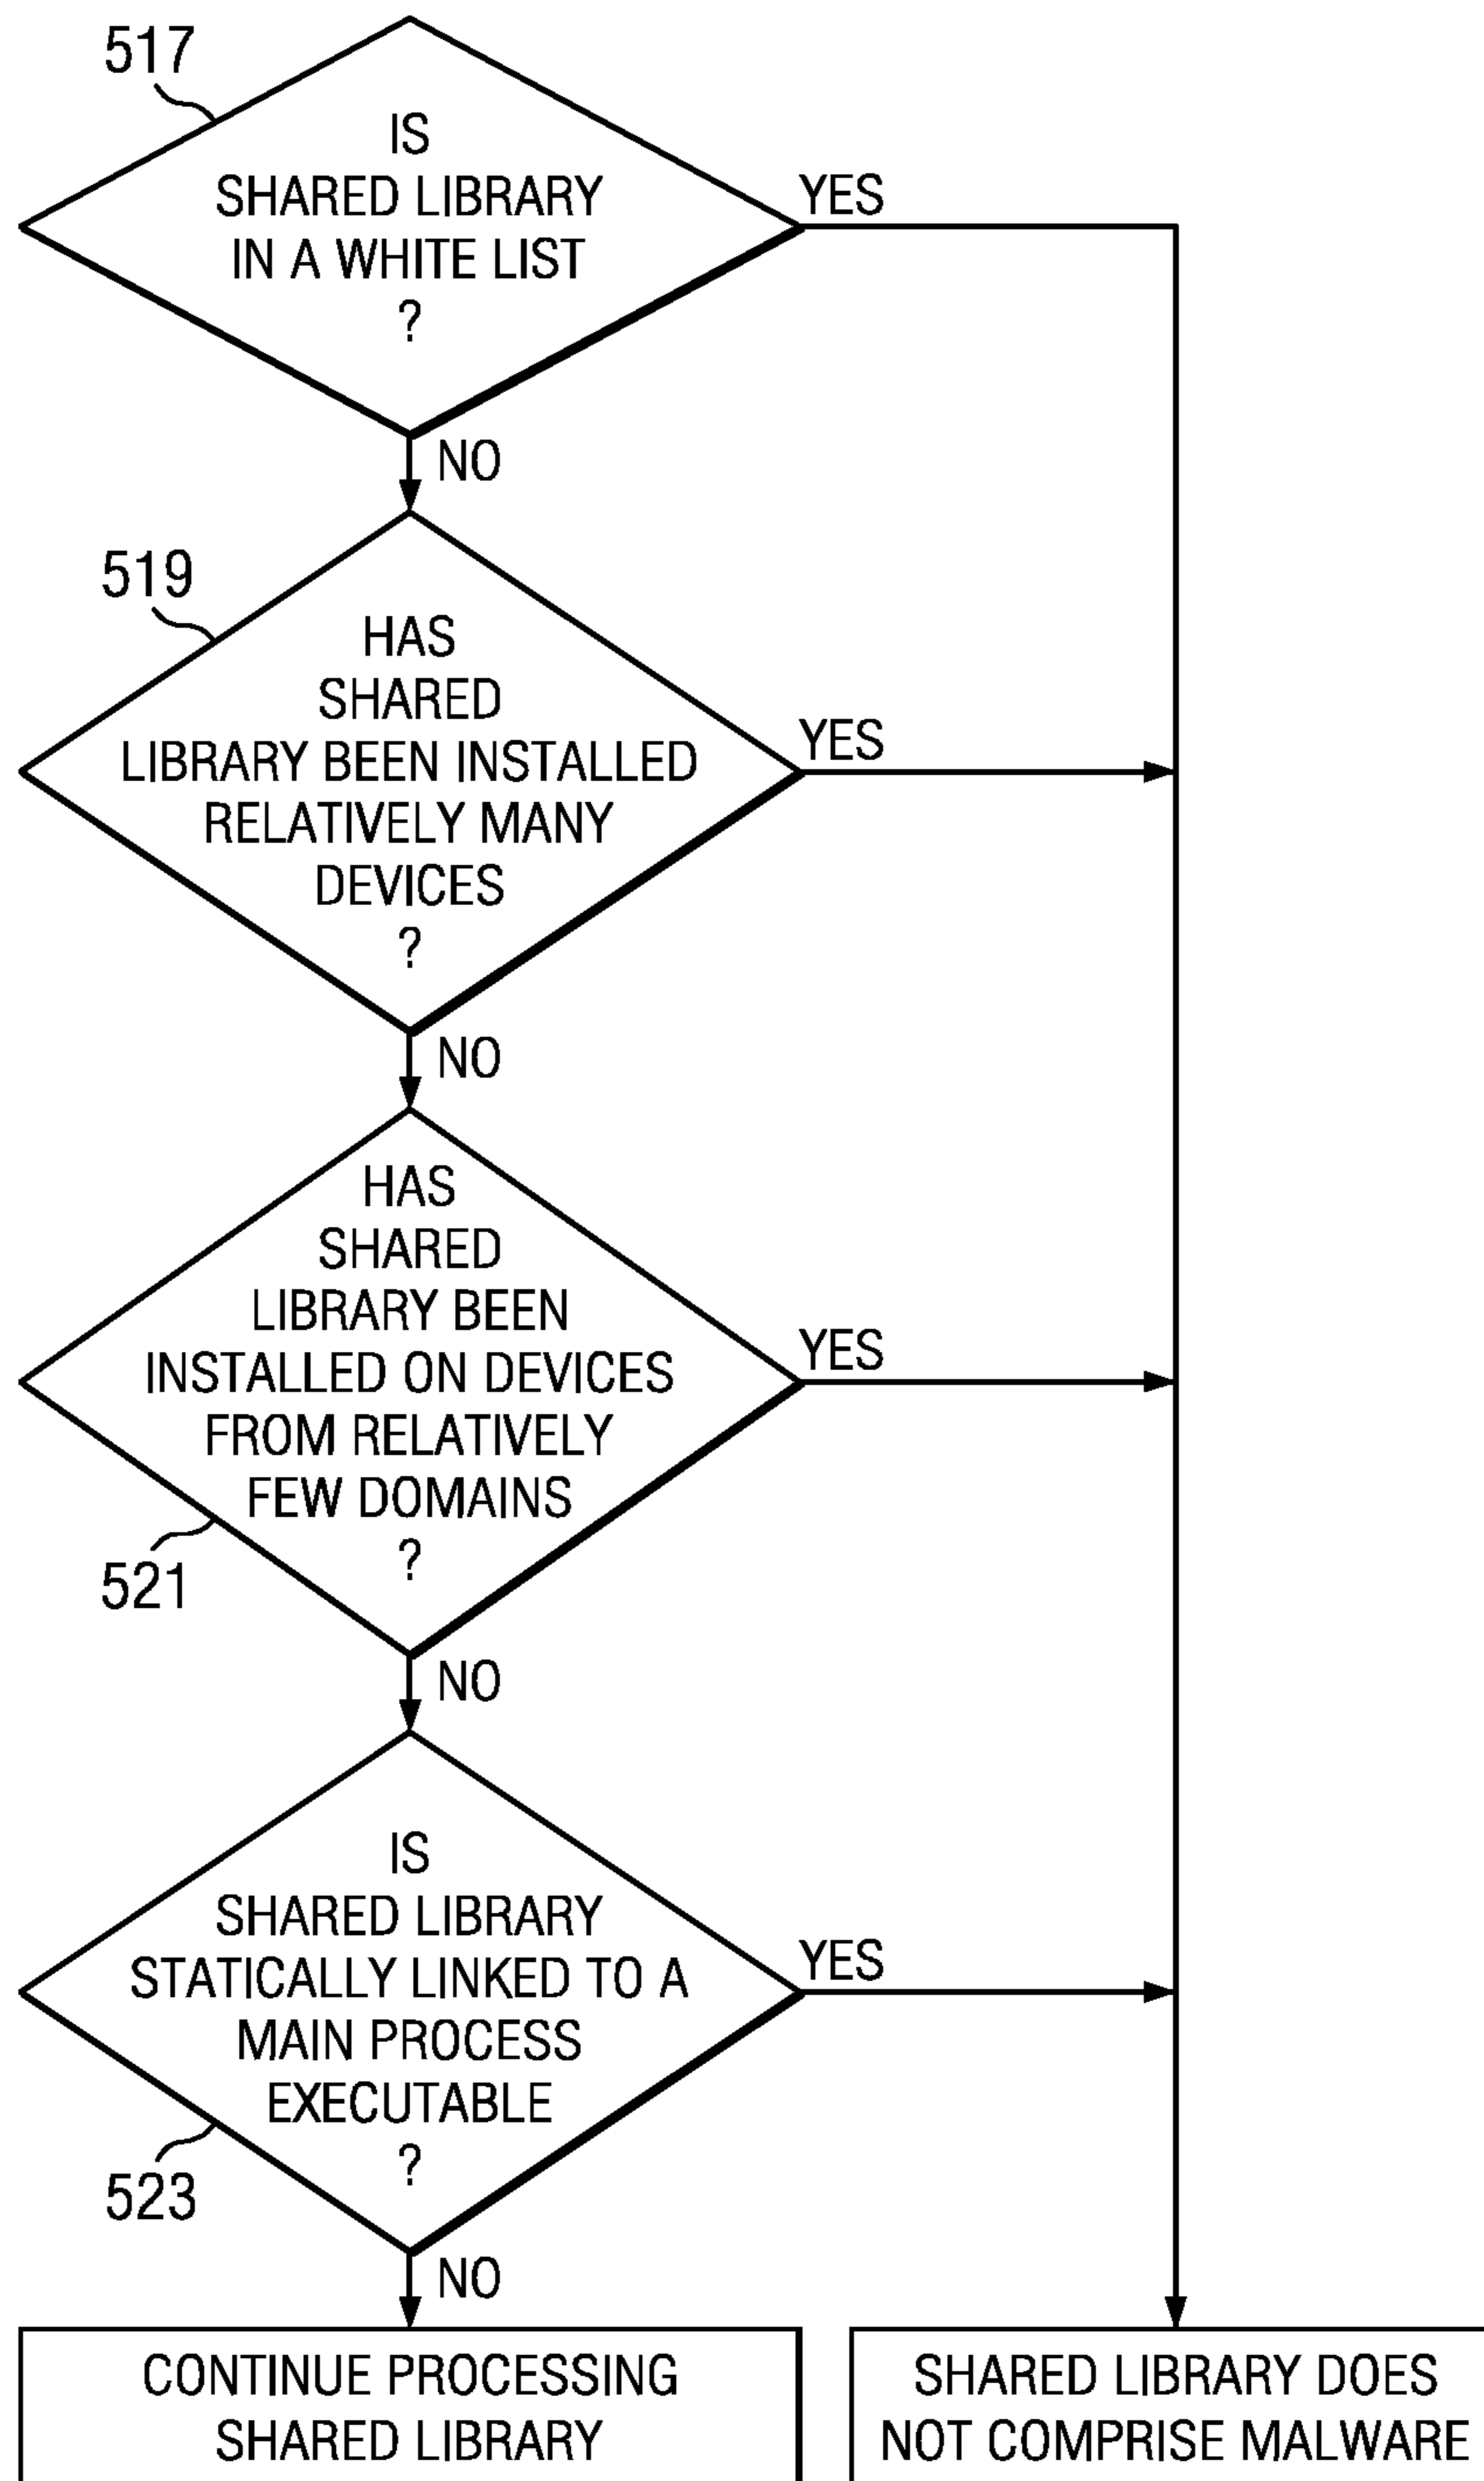 517
IS
SHARED LIBRARY
IN A WHITE LIST
?
YES
NO
519
HAS
SHARED
LIBRARY BEEN INSTALLED
RELATIVELY MANY
DEVICES
?
YES
NO
HAS
SHARED
LIBRARY BEEN
INSTALLED ON DEVICES
FROM RELATIVELY
FEW DOMAINS
?
521
YES
NO
IS
SHARED LIBRARY
STATICALLY LINKED TO A
MAIN PROCESS
EXECUTABLE
?
523
YES
NO
CONTINUE PROCESSING
SHARED LIBRARY
SHARED LIBRARY DOES
NOT COMPRISE MALWARE